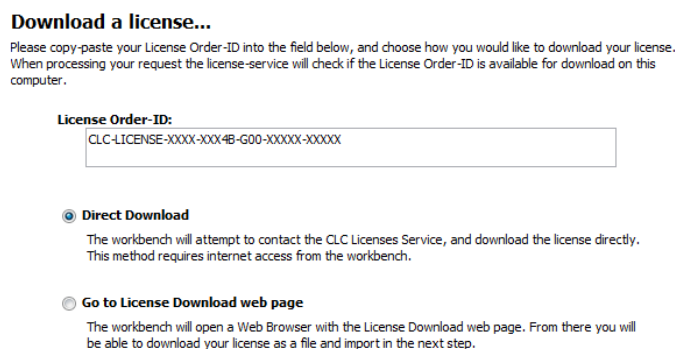 Download a license...
Please copy-paste your License Order-ID into the field below, and choose how you would like to download your license.
When processing your request the license-service will check if the License Order-ID is available for download on this
computer.
License Order-ID:
CLC-LICENSE-XXXX-XXX4B-G00-XXXXX-XXXXX
Direct Download
The workbench will attempt to contact the CLC Licenses Service, and download the license directly.
This method requires internet access from the workbench.
Go to License Download web page
The workbench will open a Web Browser with the License Download web page. From there you will
be able to download your license as a file and import in the next step.